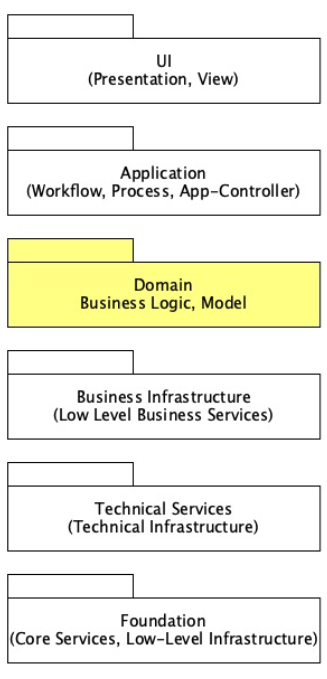 UI
(Presentation, View)
Application
(Workflow, Process, App-Controller)
Domain
Business Logic, Model
Business Infrastructure
(Low Level Business Services)
Technical Services
(Technical Infrastructure)
Foundation
(Core Services, Low-Level Infrastructure)